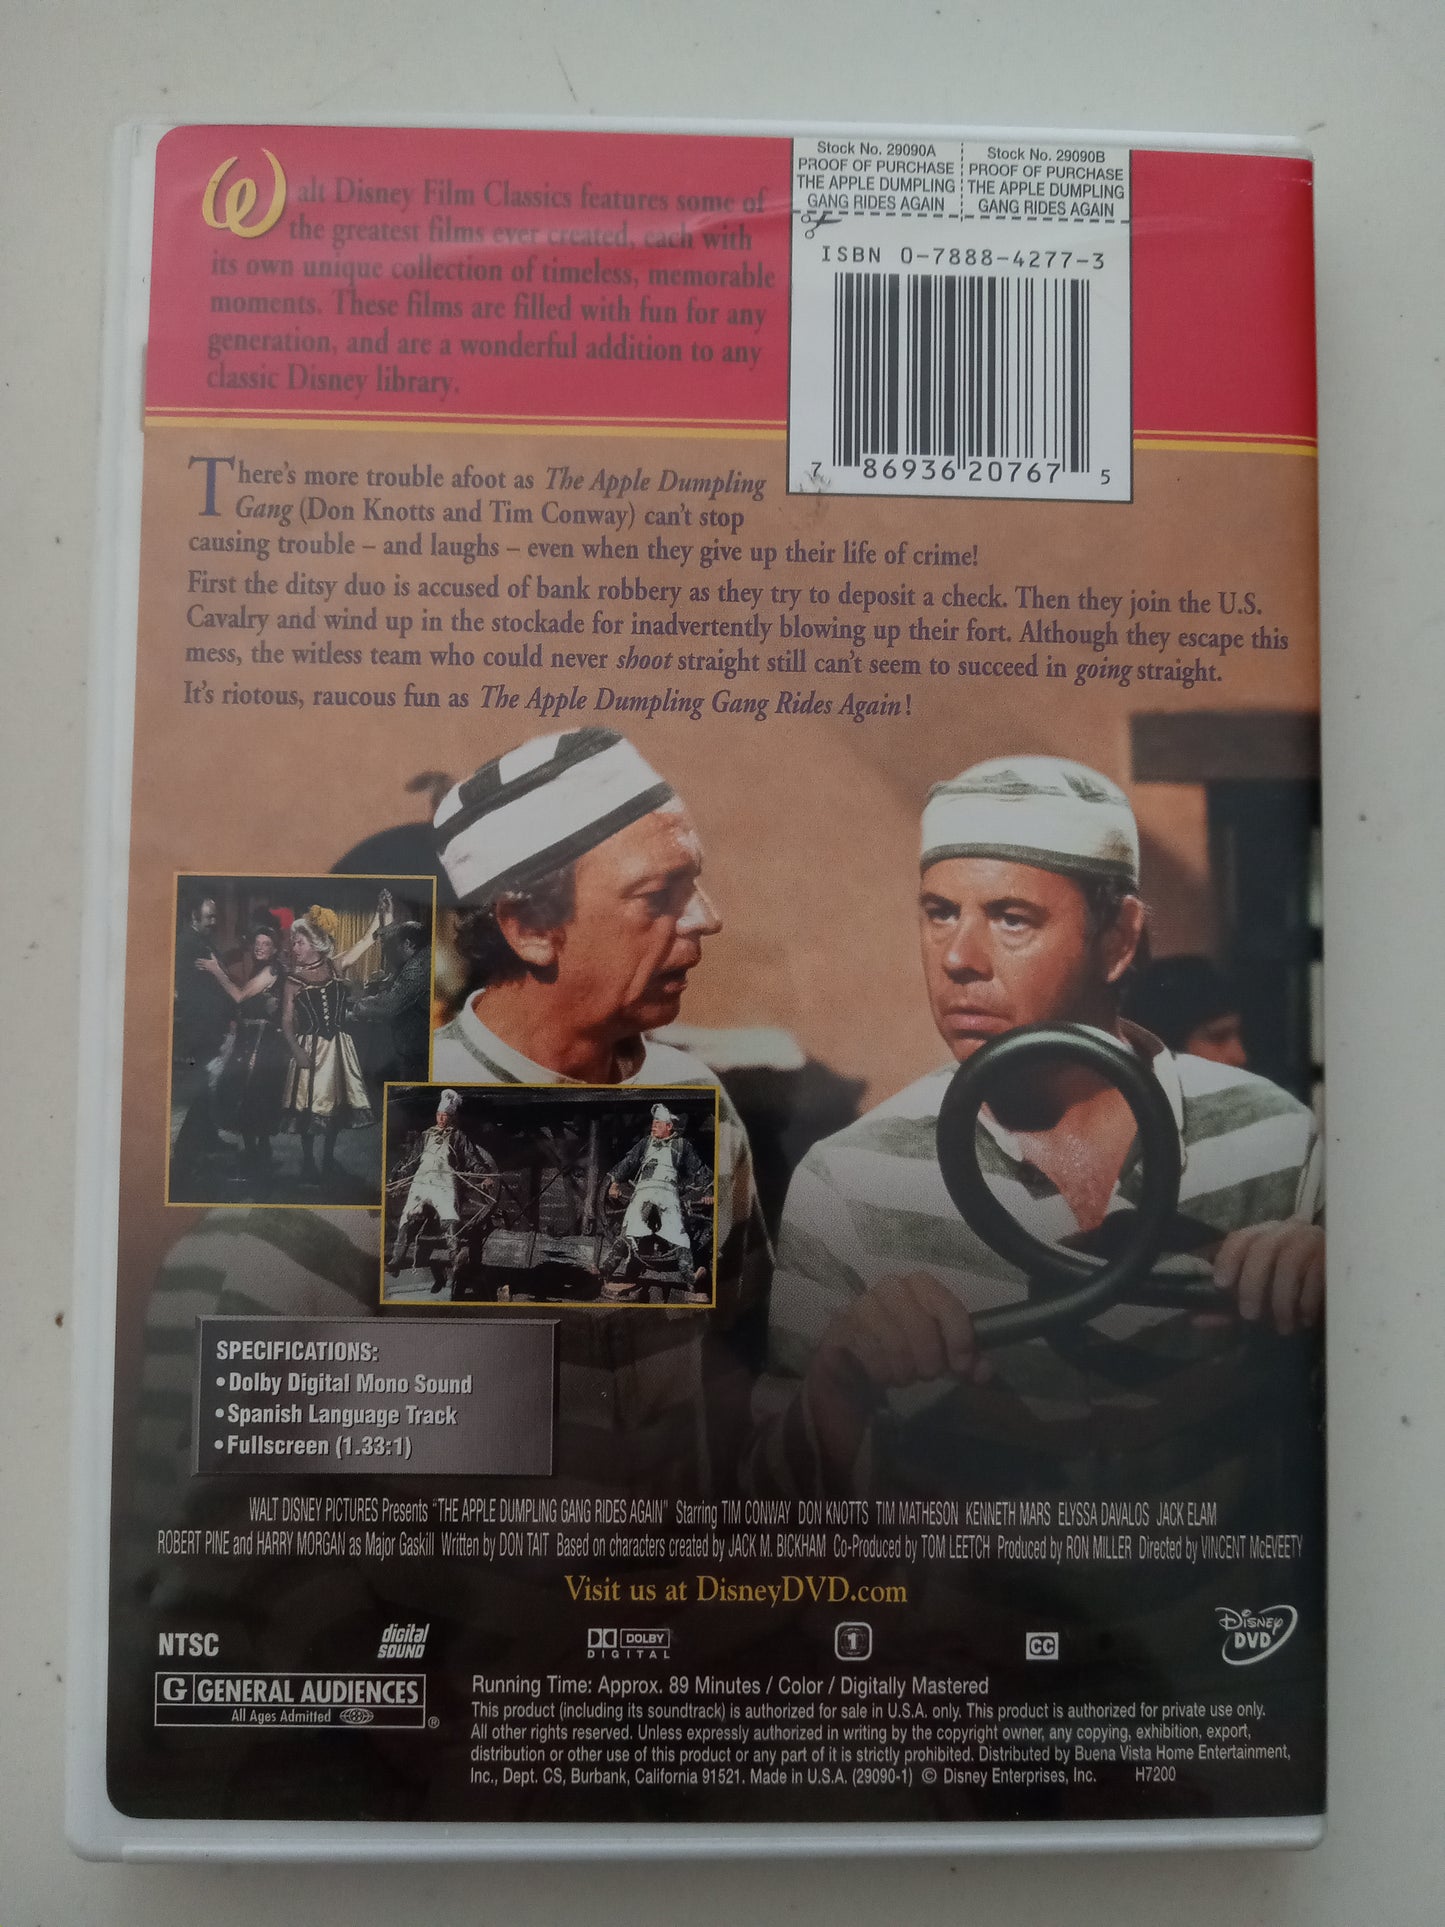 Walt Disney Film Classics features some of
the greatest films ever created, each with
its own unique collection of timeless, memorable
moments. These films are filled with fun for any
generation, and are a wonderful addition to any
classic Disney library.
Stock No. 29090A
PROOF OF PURCHASE
THE APPLE DUMPLING
GANG RIDES AGAIN
Stock No. 29090B
PROOF OF PURCHASE
THE APPLE DUMPLING
GANG RIDES AGAIN
ISBN 0-7888-4277-3
7 86936 20767 5
There's more trouble afoot as The Apple Dumpling
Gang (Don Knotts and Tim Conway) can't stop
causing trouble – and laughs – even when they give up their life of crime!
First the ditsy duo is accused of bank robbery as they try to deposit a check. Then they join the U.S.
Cavalry and wind up in the stockade for inadvertently blowing up their fort. Although they escape this
mess, the witless team who could never shoot straight still can't seem to succeed in going straight.
It's riotous, raucous fun as The Apple Dumpling Gang Rides Again!
SPECIFICATIONS:
•Dolby Digital Mono Sound
•Spanish Language Track
•Fullscreen (1.33:1)
WALT DISNEY PICTURES Presents "THE APPLE DUMPLING GANG RIDES AGAIN" Starring TIM CONWAY DON KNOTTS TIM MATHESON KENNETH MARS ELYSSA DAVALOS JACK ELAM
ROBERT PINE and HARRY MORGAN as Major Gaskill Written by DON TAIT Based on characters created by JACK M. BICKHAM Co-Produced by TOM LEETCH Produced by RON MILLER Directed by VINCENT McEVEETY
Visit us at DisneyDVD.com
NTSC
digital
SOUND
DOLBY
DIGITAL
1
CC
Disney
DVD
G GENERAL AUDIENCES
All Ages Admitted ®
Running Time: Approx. 89 Minutes / Color / Digitally Mastered
This product (including its soundtrack) is authorized for sale in U.S.A. only. This product is authorized for private use only.
All other rights reserved. Unless expressly authorized in writing by the copyright owner, any copying, exhibition, export,
distribution or other use of this product or any part of it is strictly prohibited. Distributed by Buena Vista Home Entertainment,
Inc., Dept. CS, Burbank, California 91521. Made in U.S.A. (29090-1) © Disney Enterprises, Inc. H7200